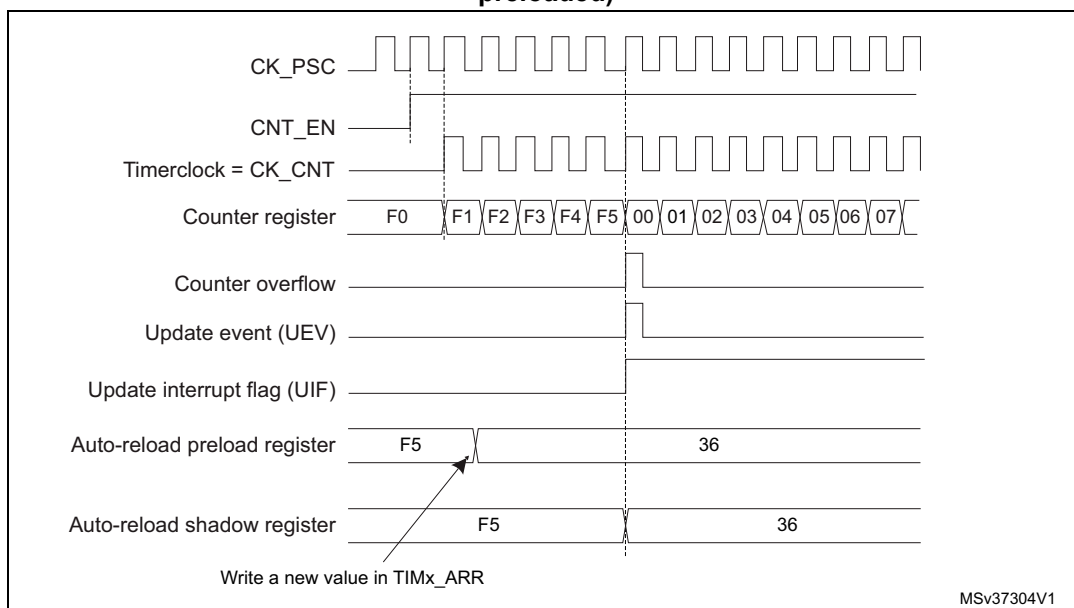 preloaded)
CK_PSC
CNT_EN
Timerclock = CK_CNT
Counter register F0 F1 F2 F3 F4 F5 00 01 02 03 04 05 06 07
Counter overflow
Update event (UEV)
Update interrupt flag (UIF)
Auto-reload preload register F5 36
Auto-reload shadow register F5 36
Write a new value in TIMx_ARR
MSv37304V1